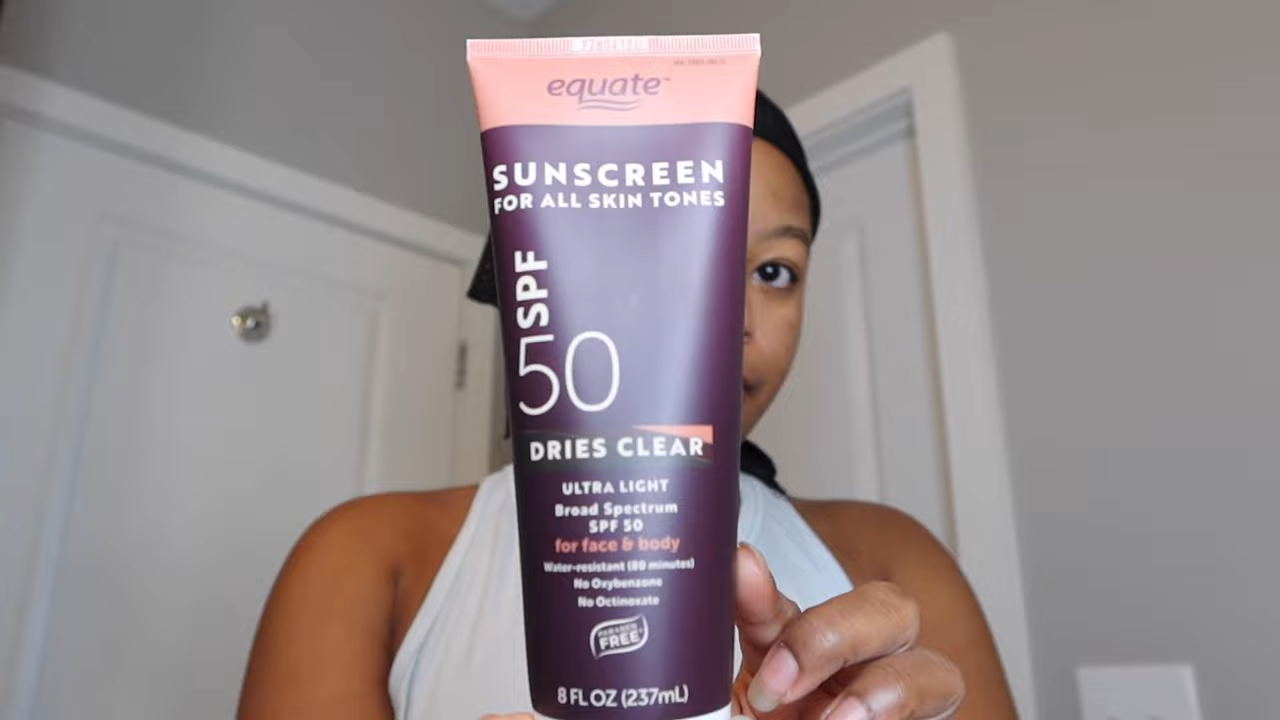 equate™
SUNSCREEN
FOR ALL SKIN TONES
SPF
50
DRIES CLEAR
ULTRA LIGHT
Broad Spectrum
SPF 50
for face & body
Water-resistant (80 minutes)
No Oxybenzone
No Octinoxate
PARABEN
FREE*
8 FL OZ (237mL)